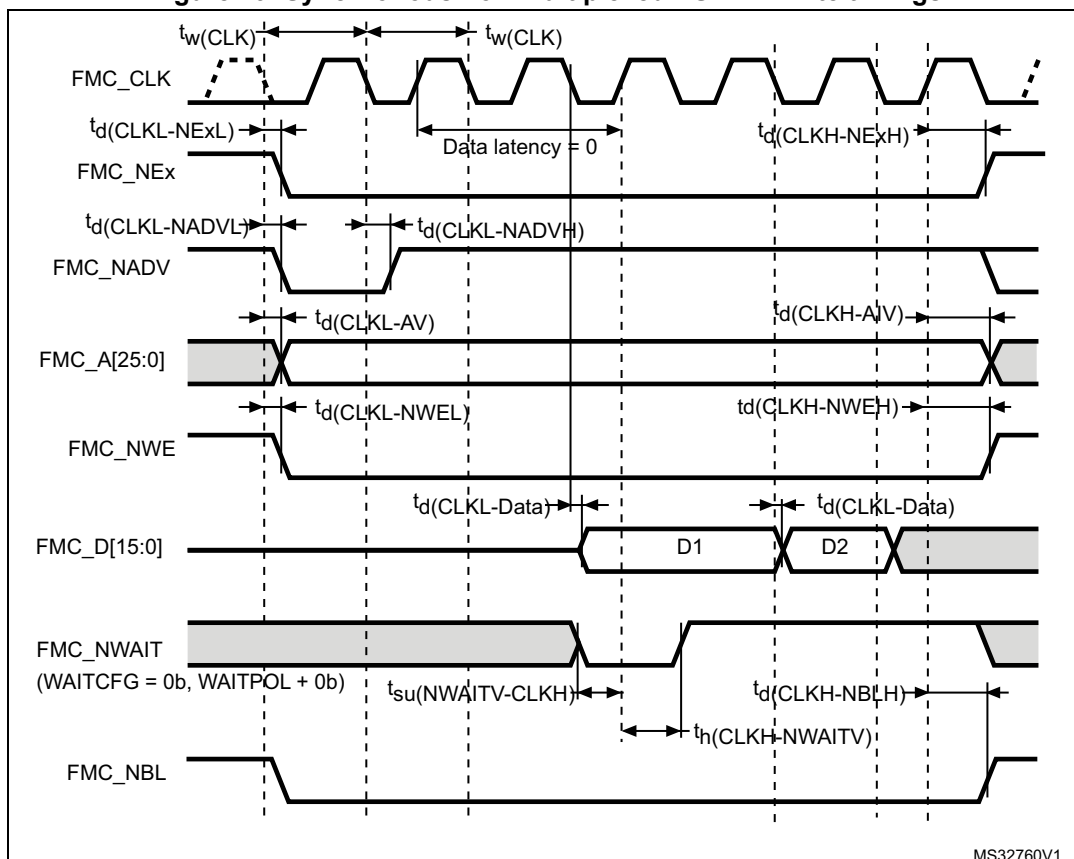 tw(CLK) tw(CLK)
FMC_CLK
td(CLKL-NExL) Data latency = 0 td(CLKH-NExH)
FMC_NEx
td(CLKL-NADVL) td(CLKL-NADVH)
FMC_NADV
td(CLKL-AV) td(CLKH-AIV)
FMC_A[25:0]
td(CLKL-NWEL) td(CLKH-NWEH)
FMC_NWE
td(CLKL-Data) td(CLKL-Data)
FMC_D[15:0] D1 D2
FMC_NWAIT
(WAITCFG = 0b, WAITPOL + 0b)
tsu(NWAITV-CLKH) td(CLKH-NBLH)
th(CLKH-NWAITV)
FMC_NBL
MS32760V1